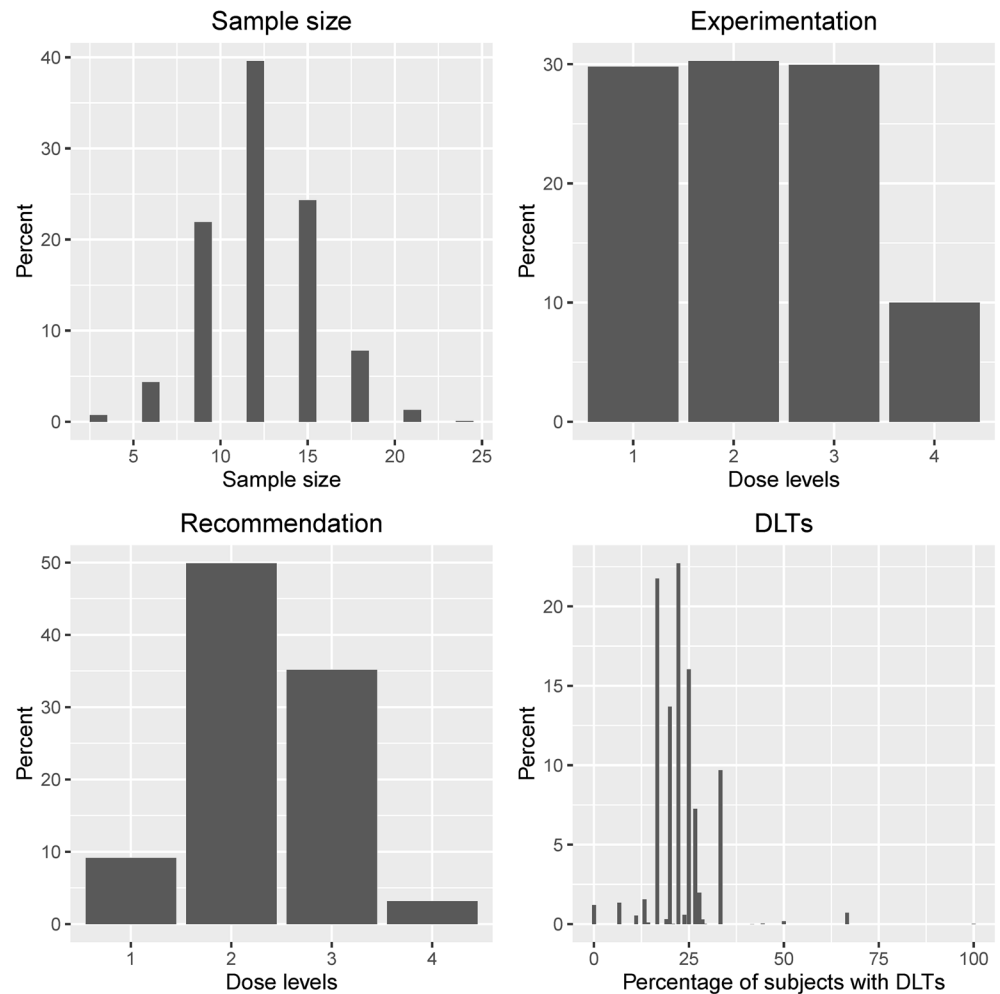 Sample size
Percent
40
30
20
10
0
5 10 15 20 25
Sample size
Experimentation
Percent
30
20
10
0
1 2 3 4
Dose levels
Recommendation
Percent
50
40
30
20
10
0
1 2 3 4
Dose levels
DLTs
Percent
20
15
10
5
0
0 25 50 75 100
Percentage of subjects with DLTs